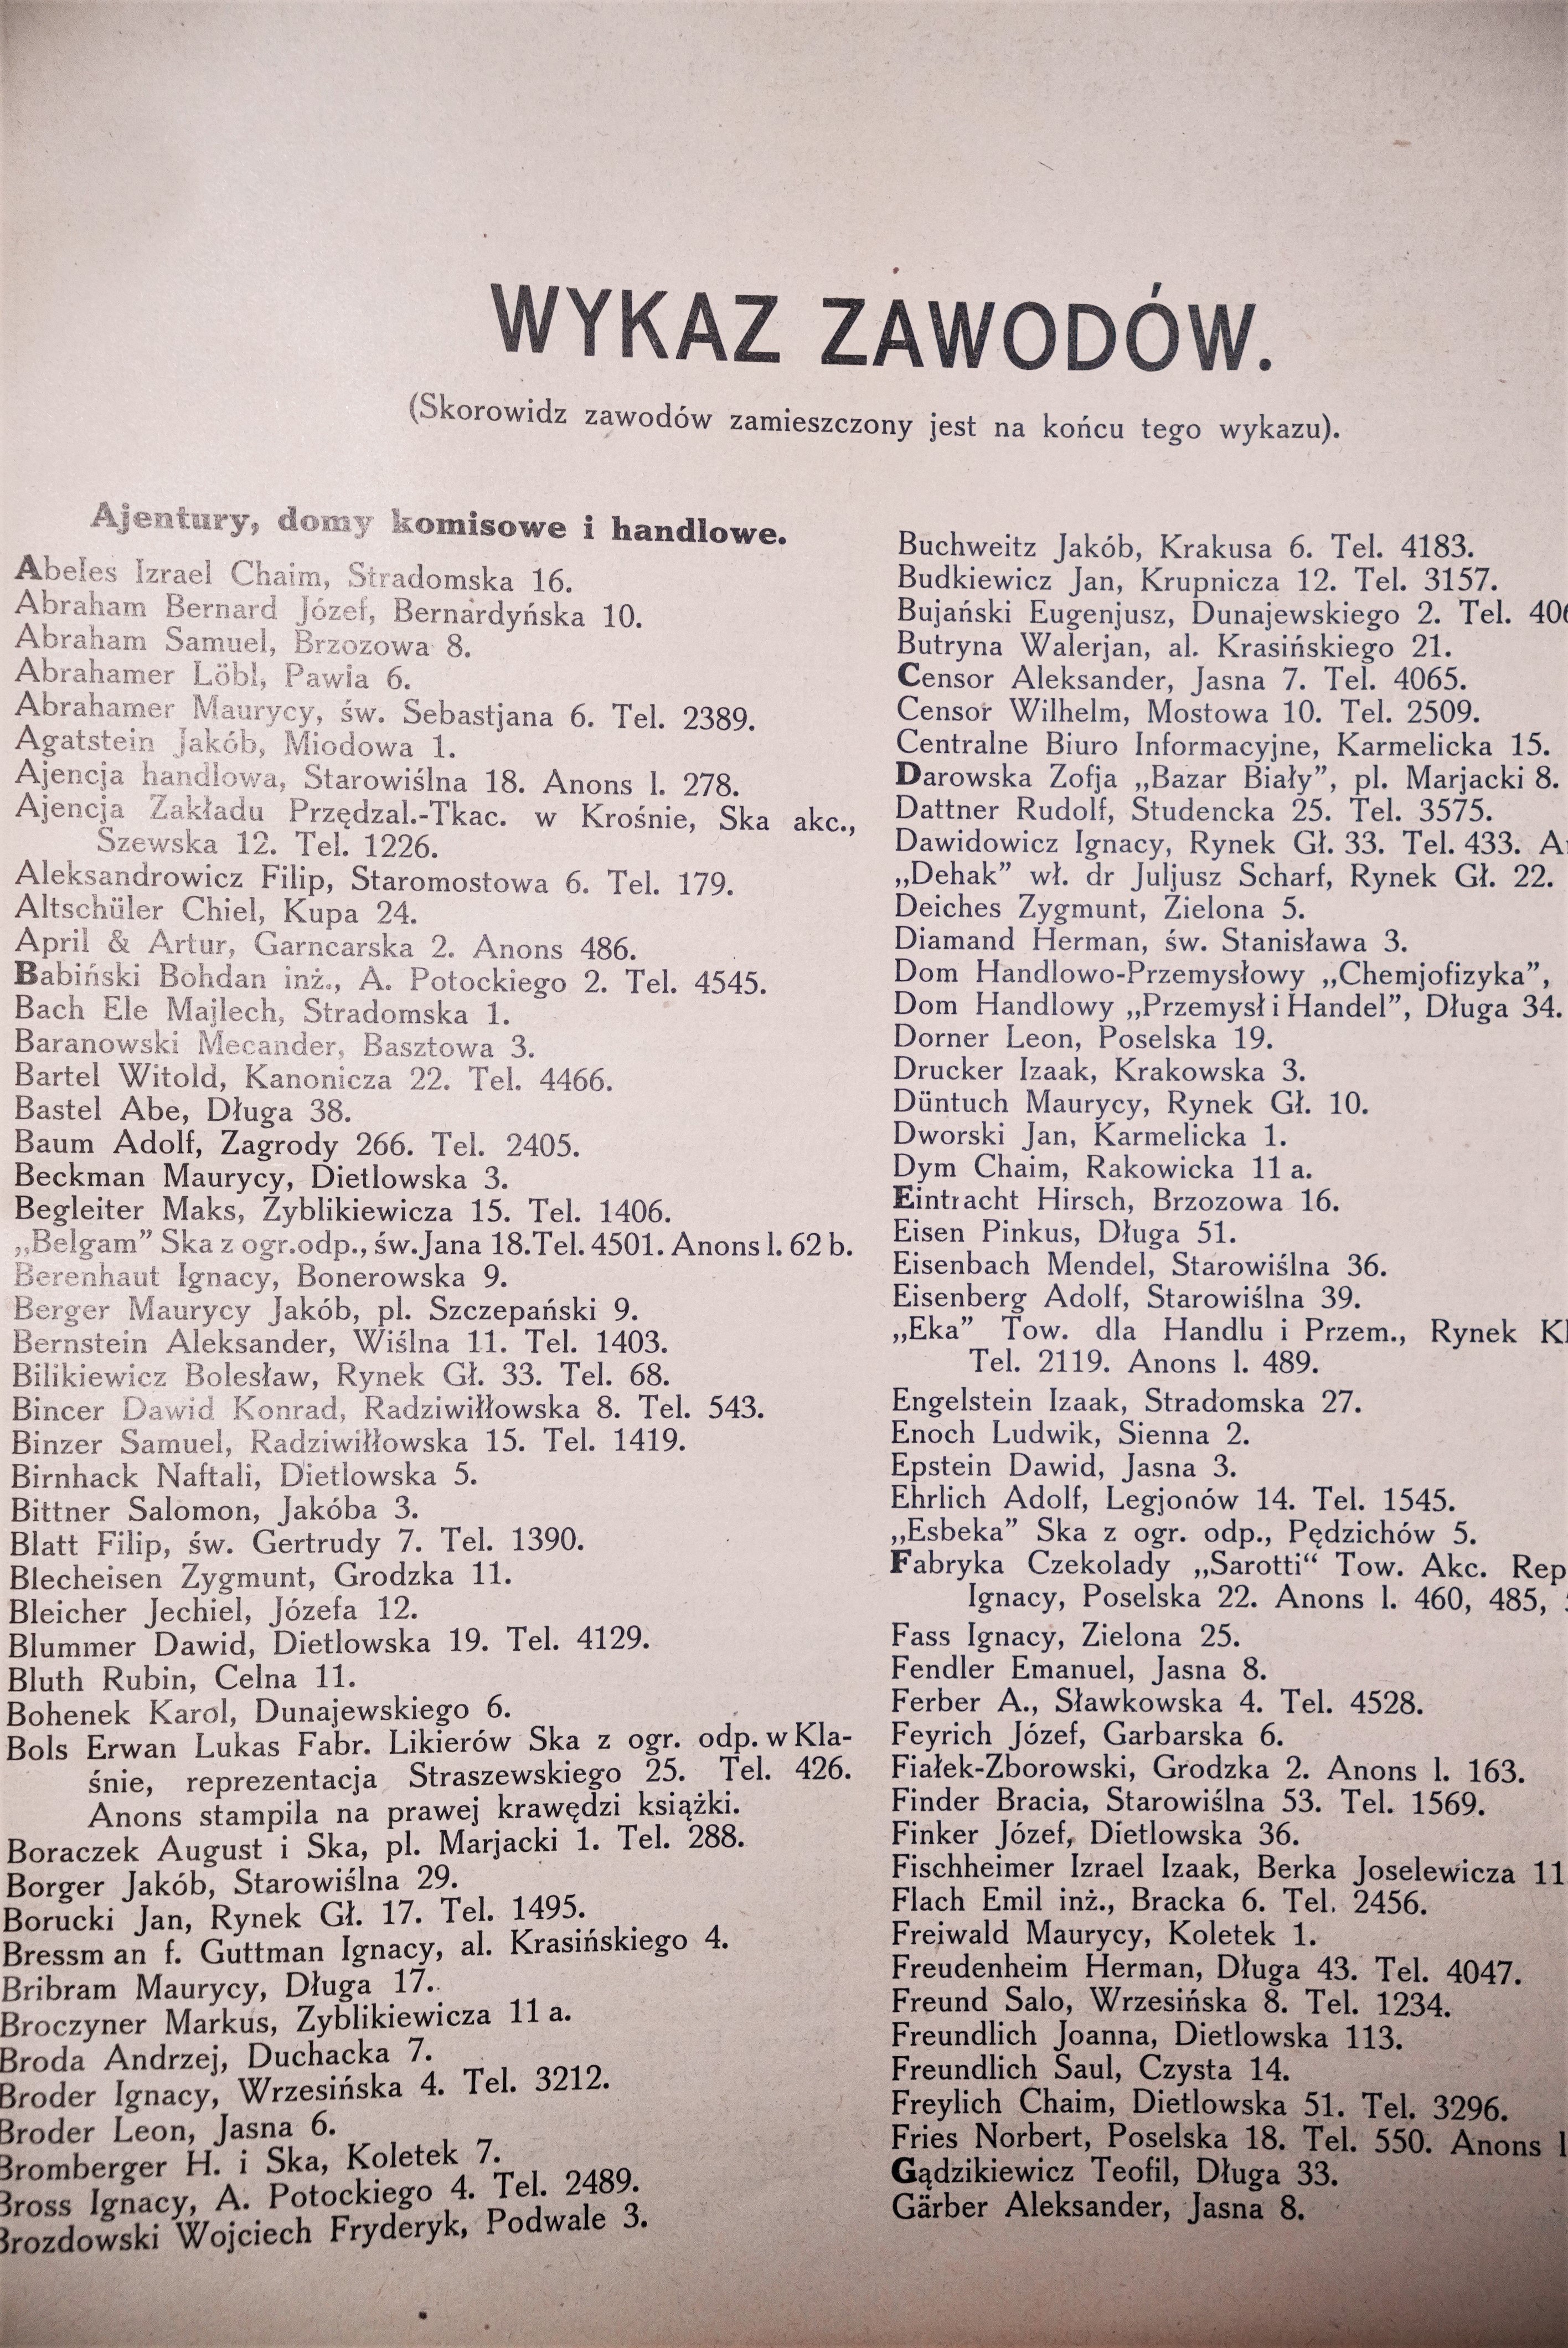 WYKAZ ZAWODÓW.
(Skorowidz zawodów zamieszczony jest na końcu tego wykazu).
Ajentury, domy komisowe i handlowe.
Abeles Izrael Chaim, Stradomska 16.
Abraham Bernard Józef, Bernardyńska 10.
Abraham Samuel, Brzozowa 8.
Abrahamer Löbl, Pawia 6.
Abrahamer Maurycy, św. Sebastjana 6. Tel. 2389.
Agatstein Jakób, Miodowa 1.
Ajencja handlowa, Starowiślna 18. Anons l. 278.
Ajencja Zakładu Przędzal.-Tkac. w Krośnie, Ska akc.,
Szewska 12. Tel. 1226.
Aleksandrowicz Filip, Staromostowa 6. Tel. 179.
Altschüler Chiel, Kupa 24.
April & Artur, Garncarska 2. Anons 486.
Babiński Bohdan inż., A. Potockiego 2. Tel. 4545.
Bach Ele Majlech, Stradomska 1.
Baranowski Mecander, Basztowa 3.
Bartel Witold, Kanonicza 22. Tel. 4466.
Bastel Abe, Długa 38.
Baum Adolf, Zagrody 266. Tel. 2405.
Beckman Maurycy, Dietlowska 3.
Begleiter Maks, Zyblikiewicza 15. Tel. 1406.
„Belgam” Ska z ogr.odp., św.Jana 18.Tel. 4501. Anons l. 62 b.
Berenhaut Ignacy, Bonerowska 9.
Berger Maurycy Jakób, pl. Szczepański 9.
Bernstein Aleksander, Wiślna 11. Tel. 1403.
Bilikiewicz Bolesław, Rynek Gł. 33. Tel. 68.
Bincer Dawid Konrad, Radziwiłłowska 8. Tel. 543.
Binzer Samuel, Radziwiłłowska 15. Tel. 1419.
Birnhack Naftali, Dietlowska 5.
Bittner Salomon, Jakóba 3.
Blatt Filip, św. Gertrudy 7. Tel. 1390.
Blecheisen Zygmunt, Grodzka 11.
Bleicher Jechiel, Józefa 12.
Blummer Dawid, Dietlowska 19. Tel. 4129.
Bluth Rubin, Celna 11.
Bohenek Karol, Dunajewskiego 6.
Bols Erwan Lukas Fabr. Likierów Ska z ogr. odp. w Kla-
śnie, reprezentacja Straszewskiego 25. Tel. 426.
Anons stampila na prawej krawędzi książki.
Boraczek August i Ska, pl. Marjacki 1. Tel. 288.
Borger Jakób, Starowiślna 29.
Borucki Jan, Rynek Gł. 17. Tel. 1495.
Bressm an f. Guttman Ignacy, al. Krasińskiego 4.
Bribram Maurycy, Długa 17.
Broczyner Markus, Zyblikiewicza 11 a.
Broda Andrzej, Duchacka 7.
Broder Ignacy, Wrzesińska 4. Tel. 3212.
Broder Leon, Jasna 6.
Bromberger H. i Ska, Koletek 7.
Bross Ignacy, A. Potockiego 4. Tel. 2489.
Brozdowski Wojciech Fryderyk, Podwale 3.
Buchweitz Jakób, Krakusa 6. Tel. 4183.
Budkiewicz Jan, Krupnicza 12. Tel. 3157.
Bujański Eugenjusz, Dunajewskiego 2. Tel. 406
Butryna Walerjan, al. Krasińskiego 21.
Censor Aleksander, Jasna 7. Tel. 4065.
Censor Wilhelm, Mostowa 10. Tel. 2509.
Centralne Biuro Informacyjne, Karmelicka 15.
Darowska Zofja „Bazar Biały”, pl. Marjacki 8.
Dattner Rudolf, Studencka 25. Tel. 3575.
Dawidowicz Ignacy, Rynek Gł. 33. Tel. 433. A
„Dehak” wł. dr Juljusz Scharf, Rynek Gł. 22.
Deiches Zygmunt, Zielona 5.
Diamand Herman, św. Stanisława 3.
Dom Handlowo-Przemysłowy „Chemjofizyka”,
Dom Handlowy „Przemysł i Handel”, Długa 34.
Dorner Leon, Poselska 19.
Drucker Izaak, Krakowska 3.
Düntuch Maurycy, Rynek Gł. 10.
Dworski Jan, Karmelicka 1.
Dym Chaim, Rakowicka 11 a.
Eintracht Hirsch, Brzozowa 16.
Eisen Pinkus, Długa 51.
Eisenbach Mendel, Starowiślna 36.
Eisenberg Adolf, Starowiślna 39.
„Eka” Tow. dla Handlu i Przem., Rynek Kl
Tel. 2119. Anons l. 489.
Engelstein Izaak, Stradomska 27.
Enoch Ludwik, Sienna 2.
Epstein Dawid, Jasna 3.
Ehrlich Adolf, Legjonów 14. Tel. 1545.
„Esbeka” Ska z ogr. odp., Pędzichów 5.
Fabryka Czekolady „Sarotti“ Tow. Akc. Rep
Ignacy, Poselska 22. Anons l. 460, 485,
Fass Ignacy, Zielona 25.
Fendler Emanuel, Jasna 8.
Ferber A., Sławkowska 4. Tel. 4528.
Feyrich Józef, Garbarska 6.
Fiałek-Zborowski, Grodzka 2. Anons l. 163.
Finder Bracia, Starowiślna 53. Tel. 1569.
Finker Józef, Dietlowska 36.
Fischheimer Izrael Izaak, Berka Joselewicza 11
Flach Emil inż., Bracka 6. Tel. 2456.
Freiwald Maurycy, Koletek 1.
Freudenheim Herman, Długa 43. Tel. 4047.
Freund Salo, Wrzesińska 8. Tel. 1234.
Freundlich Joanna, Dietlowska 113.
Freundlich Saul, Czysta 14.
Freylich Chaim, Dietlowska 51. Tel. 3296.
Fries Norbert, Poselska 18. Tel. 550. Anons l
Gądzikiewicz Teofil, Długa 33.
Gärber Aleksander, Jasna 8.